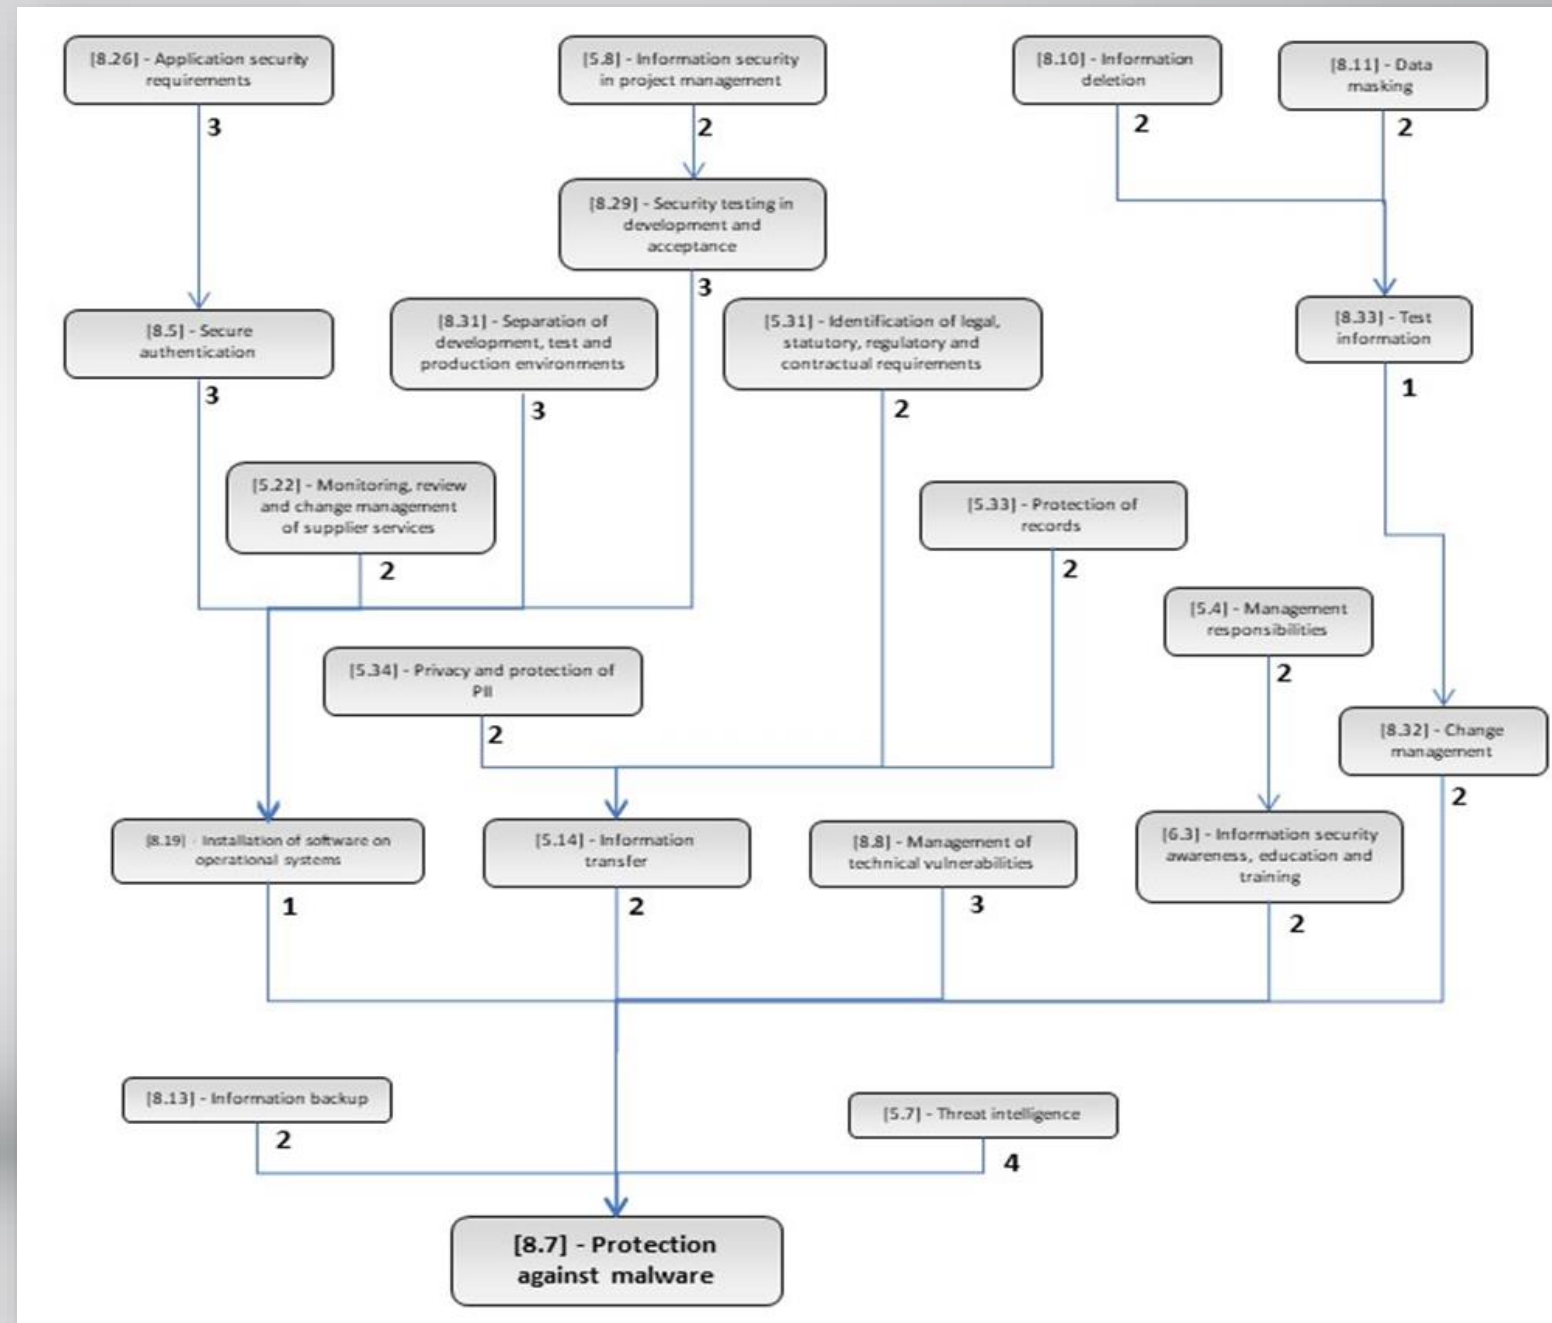 [8.26] - Application security
requirements
3
[5.8] - Information security
in project management
2
[8.10] - Information
deletion
2
[8.11] - Data
masking
2
[8.29] - Security testing in
development and
acceptance
3
[8.5] - Secure
authentication
3
[8.31] - Separation of
development, test and
production environments
3
[5.31] - Identification of legal,
statutory, regulatory and
contractual requirements
2
[8.33] - Test
information
1
[5.22] - Monitoring, review
and change management
of supplier services
2
[5.33] - Protection of
records
2
[5.4] - Management
responsibilities
2
[5.34] - Privacy and protection of
PII
2
[8.32] - Change
management
2
[8.19] - Installation of software on
operational systems
1
[5.14] - Information
transfer
2
[8.8] - Management of
technical vulnerabilities
3
[6.3] - Information security
awareness, education and
training
2
[8.13] - Information backup
2
[5.7] - Threat intelligence
4
[8.7] - Protection
against malware